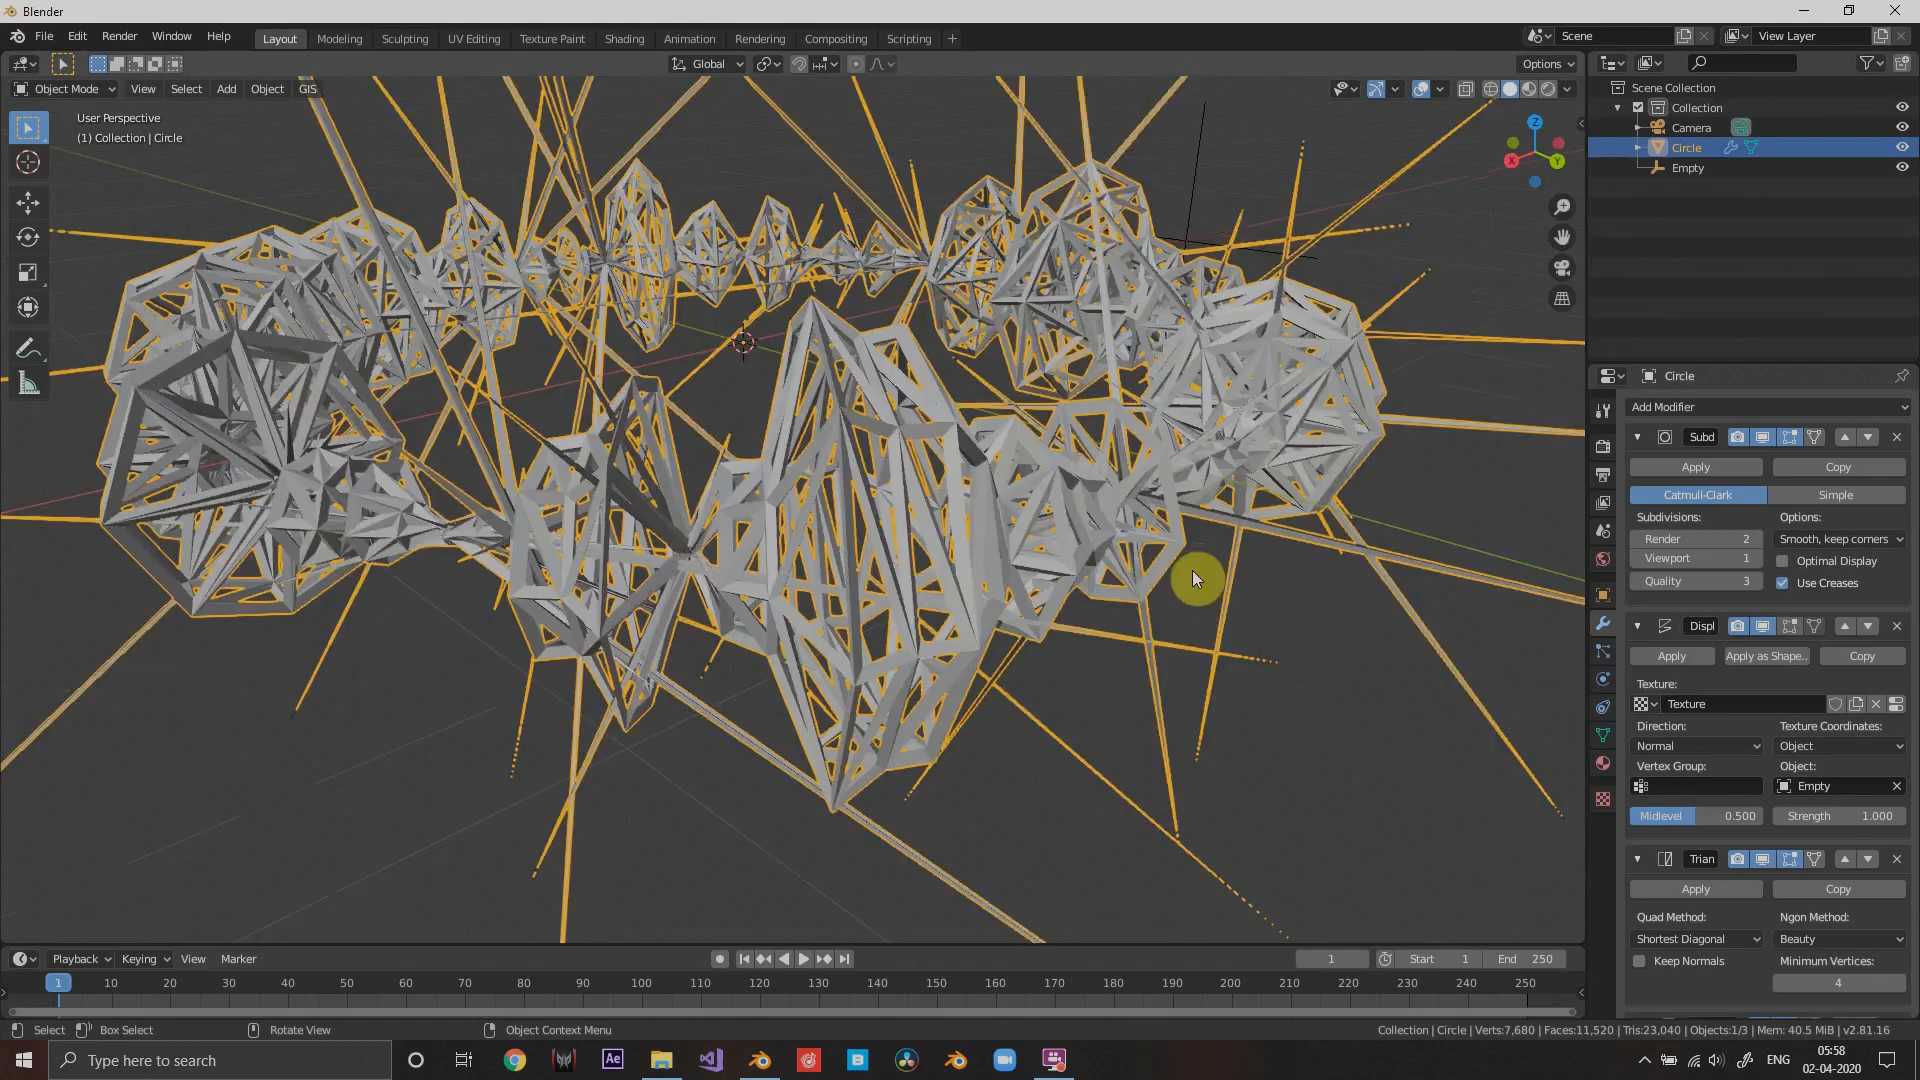 Blender
File Edit Render Window Help
Layout Modeling Sculpting UV Editing Texture Paint Shading Animation Rendering Compositing Scripting +
Scene View Layer
Global Options
Object Mode View Select Add Object GIS
User Perspective
(1) Collection | Circle
Z
X
Y
Scene Collection
Collection
Camera
Circle
Empty
Circle
Add Modifier
Subd
Apply Copy
Catmull-Clark Simple
Subdivisions: Options:
Render 2 Smooth, keep corners
Viewport 1 Optimal Display
Quality 3 Use Creases
Displ
Apply Apply as Shape.. Copy
Texture:
Texture
Direction: Texture Coordinates:
Normal Object
Vertex Group: Object:
Empty
Midlevel 0.500 Strength 1.000
Trian
Apply Copy
Quad Method: Ngon Method:
Shortest Diagonal Beauty
Keep Normals Minimum Vertices:
4
Playback Keying View Marker 1 Start 1 End 250
1 10 20 30 40 50 60 70 80 90 100 110 120 130 140 150 160 170 180 190 200 210 220 230 240 250
Select Box Select Rotate View Object Context Menu
Collection | Circle | Verts:7,680 | Faces:11,520 | Tris:23,040 | Objects:1/3 | Mem: 40.5 MiB | v2.81.16
Type here to search
Ae
B
ENG
05:58
02-04-2020